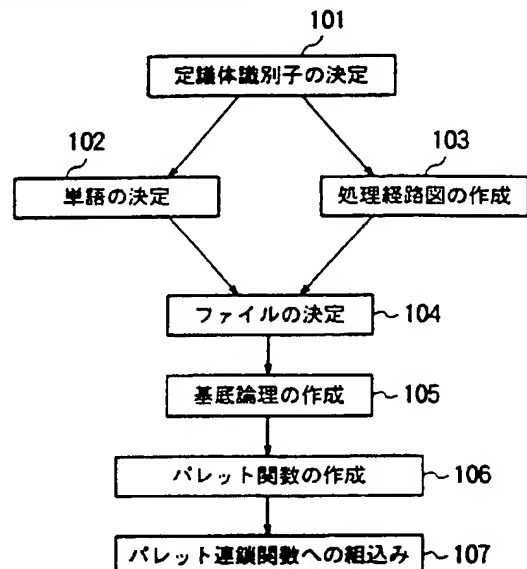 101
定議体識別子の決定
102
単語の決定
103
処理経路図の作成
ファイルの決定
104
基底論理の作成
105
パレット関数の作成
106
パレット連鎖関数への組込み
107